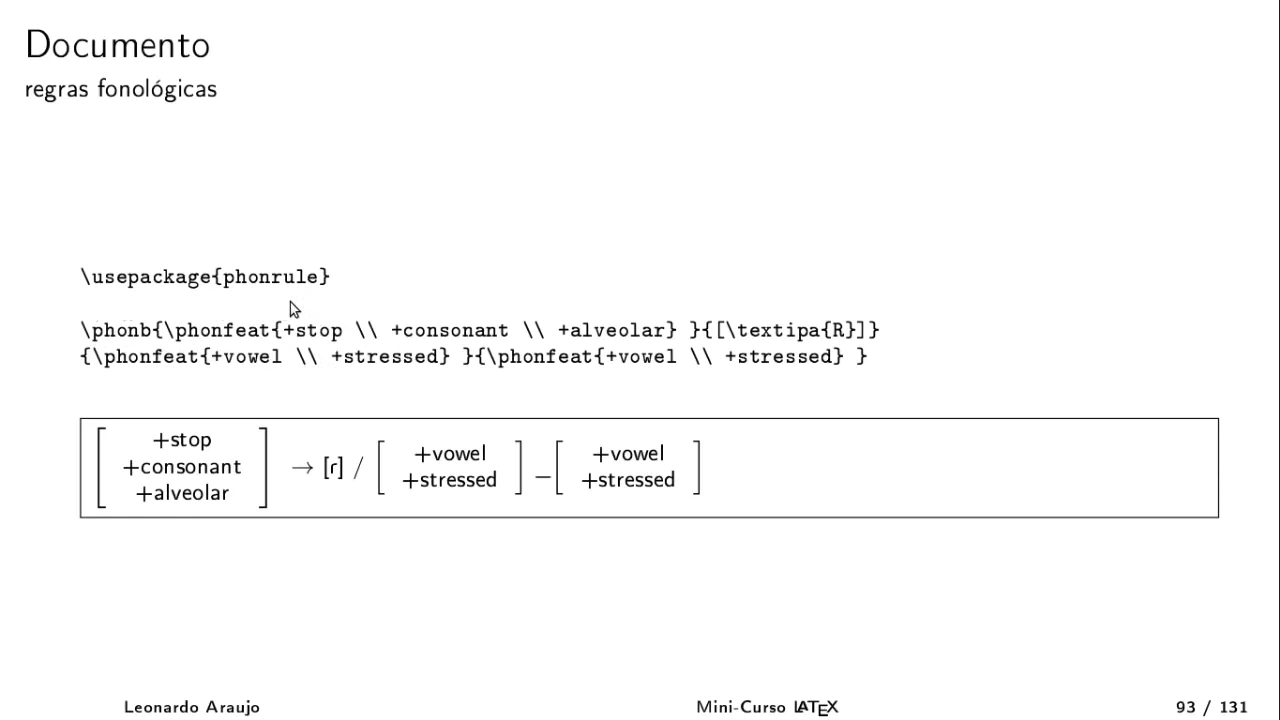 Documento
regras fonológicas
\usepackage{phonrule}
\phonb{\phonfeat{+stop \\ +consonant \\ +alveolar} }{[\textipa{R}]}
{\phonfeat{+vowel \\ +stressed} }{\phonfeat{+vowel \\ +stressed} }
+stop
+consonant
+alveolar
→ [ɾ] /
+vowel
+stressed
_
+vowel
+stressed
Leonardo Araujo
Mini-Curso LATEX
93 / 131